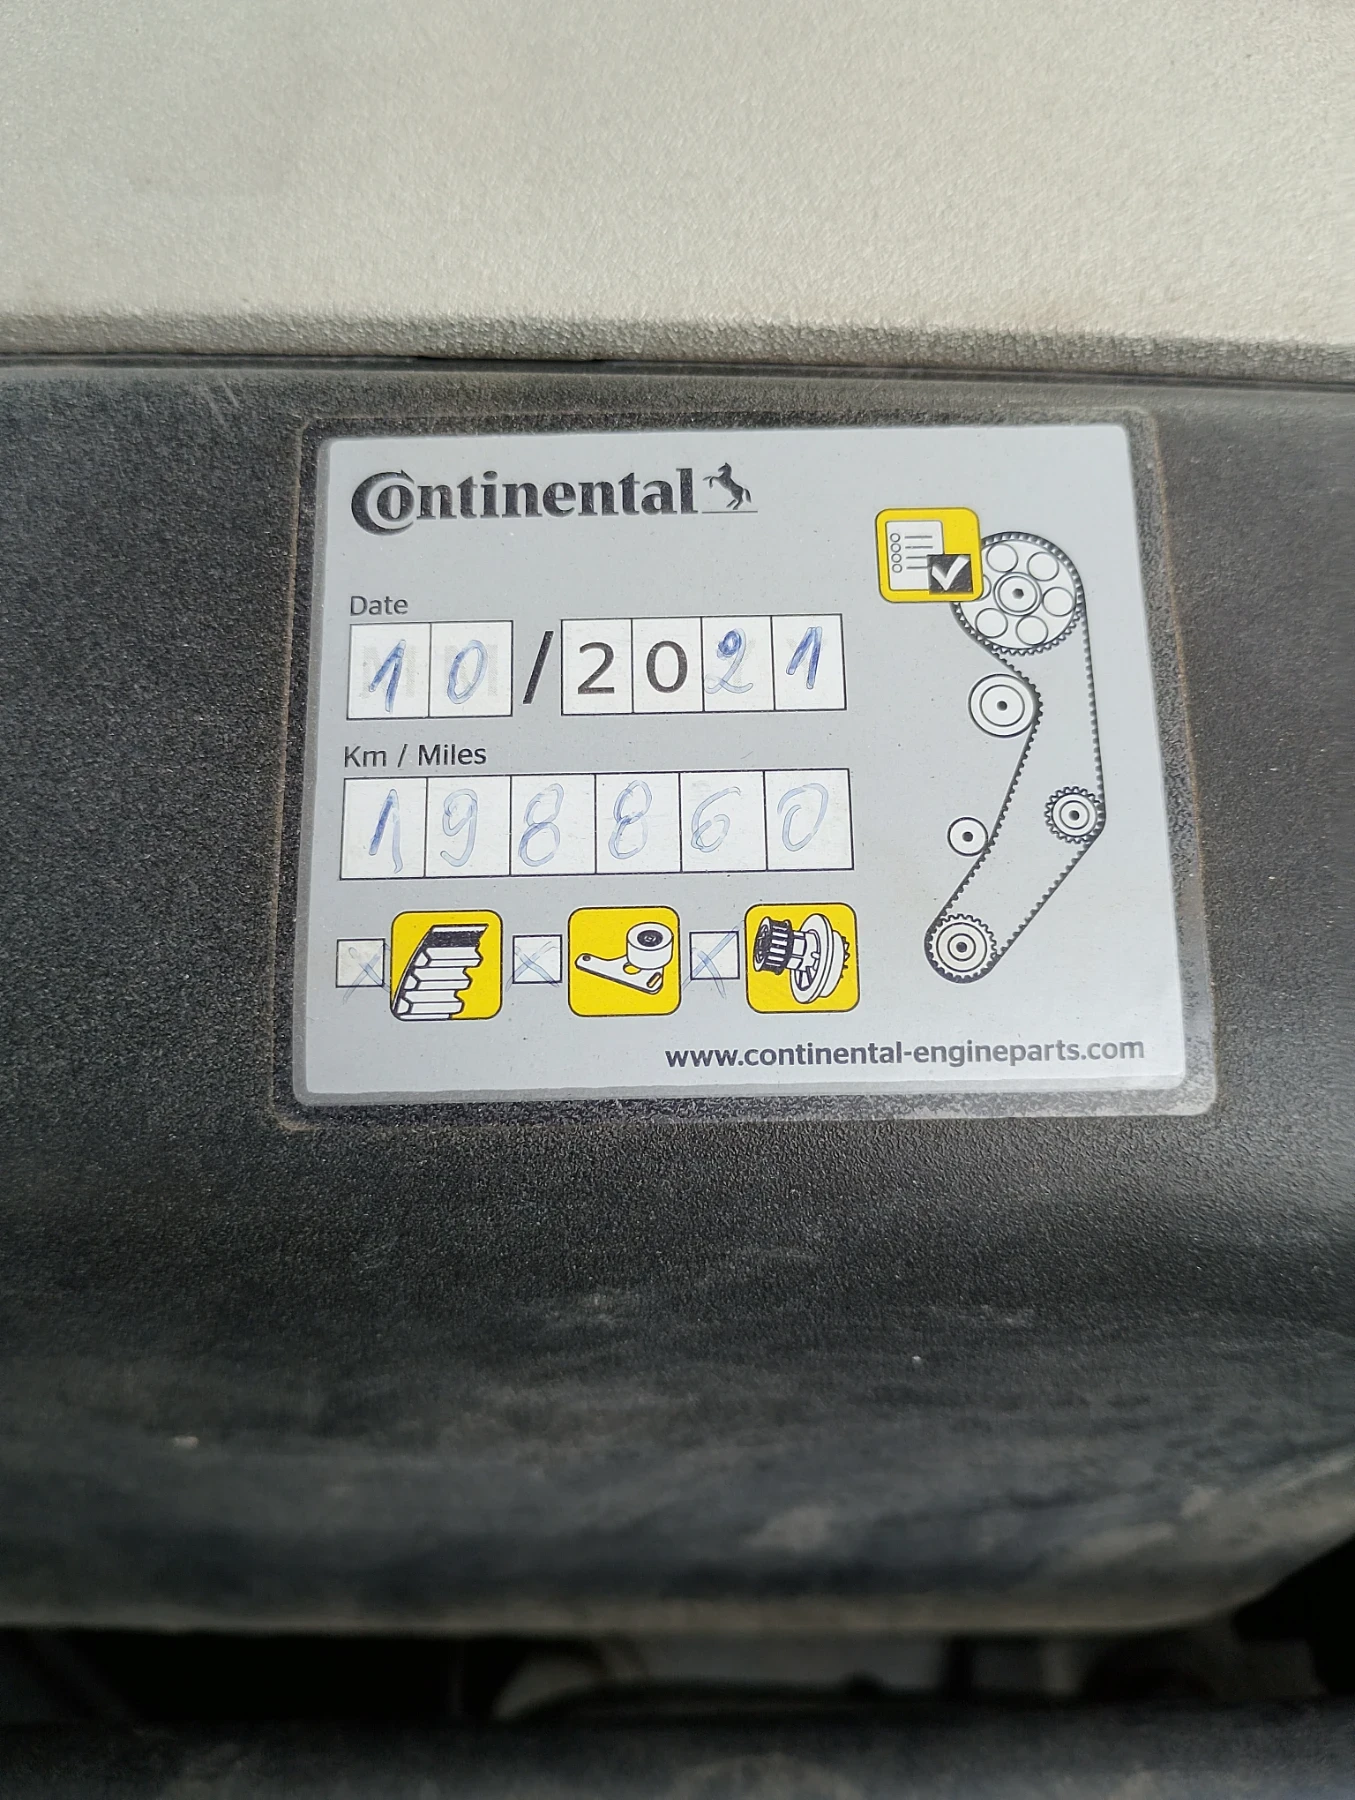 Continental
Date
10/2021
Km / Miles
198860
www.continental-engineparts.com